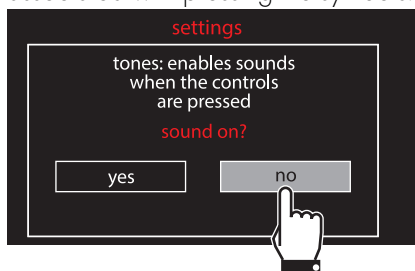 settings
tones: enables sounds
when the controls
are pressed
sound on?
yes
no